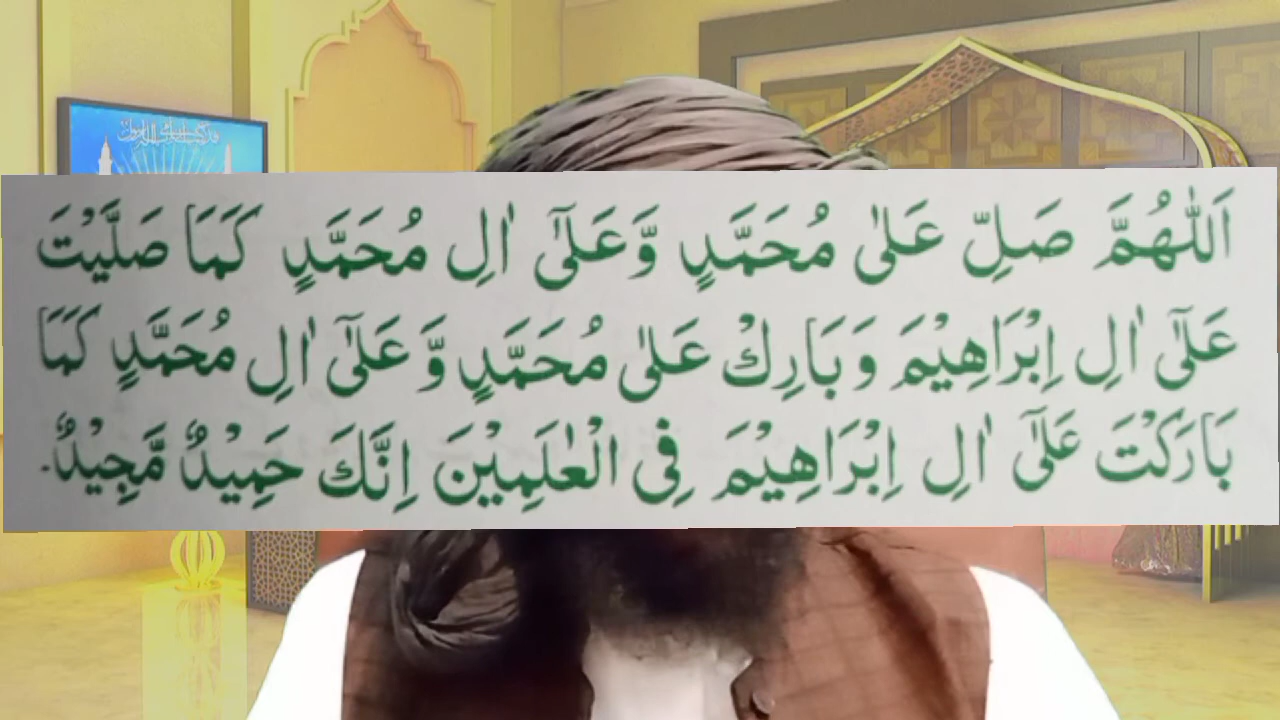 اَللّٰهُمَّ صَلِّ عَلٰى مُحَمَّدٍ وَّعَلٰٓى اٰلِ مُحَمَّدٍ كَمَا صَلَّيْتَ
عَلٰٓى اٰلِ اِبْرَاهِيْمَ وَبَارِكْ عَلٰى مُحَمَّدٍ وَّعَلٰٓى اٰلِ مُحَمَّدٍ كَمَا
بَارَكْتَ عَلٰٓى اٰلِ اِبْرَاهِيْمَ فِى الْعٰلَمِيْنَ اِنَّكَ حَمِيْدٌ مَّجِيْدٌ۔